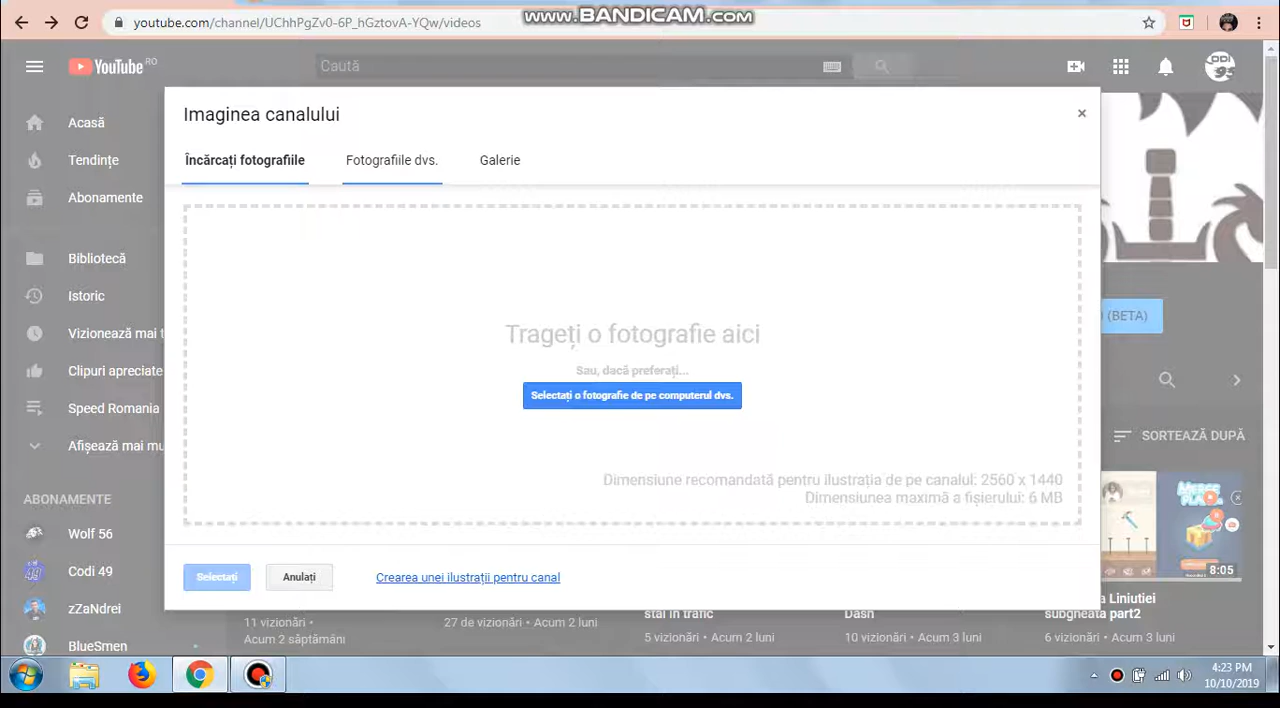 youtube.com/channel/UChhPgZv0-6P_hGztovA-YQw/videos
www.BANDICAM.com
YouTube RO
Caută
ODI 95
Imaginea canalului
×
Încărcați fotografiile
Fotografiile dvs.
Galerie
Acasă
Tendințe
Abonamente
Bibliotecă
Istoric
Vizionează mai t
Clipuri apreciate
Speed Romania
Afișează mai mu
ABONAMENTE
Wolf 56
Codi 49
zZaNdrei
BlueSmen
Trageți o fotografie aici
Sau, dacă preferați...
Selectați o fotografie de pe computerul dvs.
Dimensiune recomandată pentru ilustrația de pe canalul: 2560 x 1440
Dimensiunea maximă a fișierului: 6 MB
Selectați
Anulați
Crearea unei ilustrații pentru canal
(BETA)
SORTEAZĂ DUPĂ
8:05
11 vizionări •
Acum 2 săptămâni
27 de vizionări • Acum 2 luni
stai in trafic
5 vizionări • Acum 2 luni
Dash
10 vizionări • Acum 3 luni
a Liniutiei
subgheata part2
6 vizionări • Acum 3 luni
4:23 PM
10/10/2019